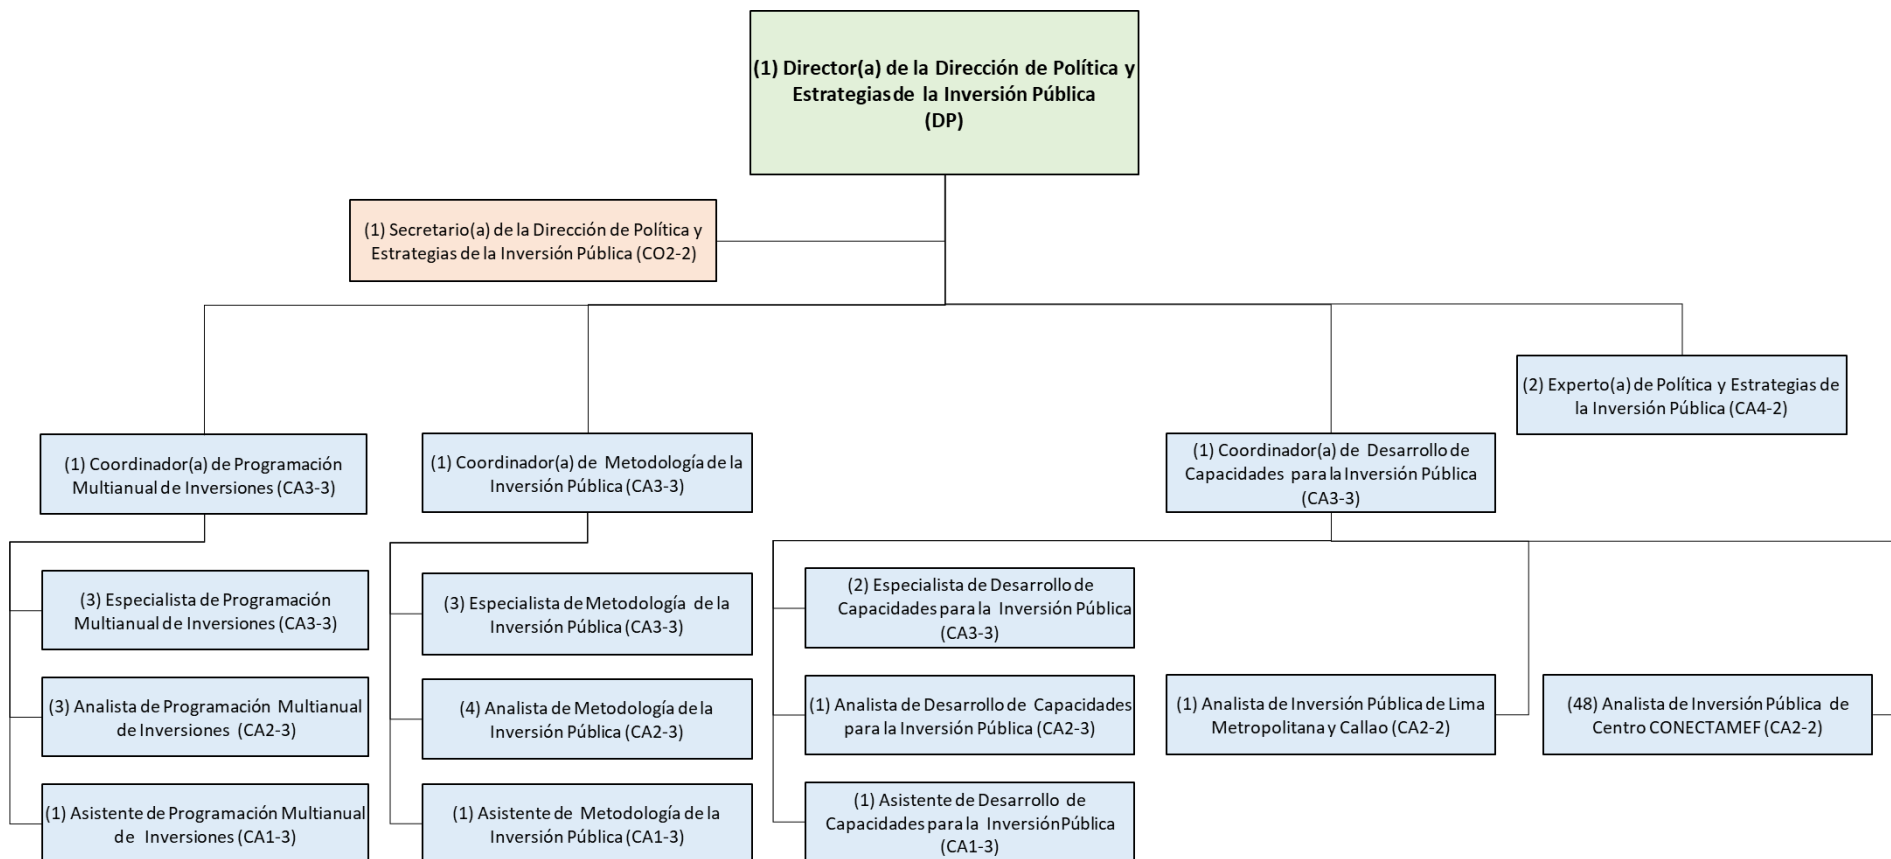 (1) Director(a) de la Dirección de Política y
Estrategias de la Inversión Pública
(DP)
(1) Secretario(a) de la Dirección de Política y
Estrategias de la Inversión Pública (CO2-2)
(2) Experto(a) de Política y Estrategias de
la Inversión Pública (CA4-2)
(1) Coordinador(a) de Programación
Multianual de Inversiones (CA3-3)
(1) Coordinador(a) de Metodología de la
Inversión Pública (CA3-3)
(1) Coordinador(a) de Desarrollo de
Capacidades para la Inversión Pública
(CA3-3)
(3) Especialista de Programación
Multianual de Inversiones (CA3-3)
(3) Analista de Programación Multianual
de Inversiones (CA2-3)
(1) Asistente de Programación Multianual
de Inversiones (CA1-3)
(3) Especialista de Metodología de la
Inversión Pública (CA3-3)
(4) Analista de Metodología de la
Inversión Pública (CA2-3)
(1) Asistente de Metodología de la
Inversión Pública (CA1-3)
(2) Especialista de Desarrollo de
Capacidades para la Inversión Pública
(CA3-3)
(1) Analista de Desarrollo de Capacidades
para la Inversión Pública (CA2-3)
(1) Asistente de Desarrollo de
Capacidades para la Inversión Pública
(CA1-3)
(1) Analista de Inversión Pública de Lima
Metropolitana y Callao (CA2-2)
(48) Analista de Inversión Pública de
Centro CONECTAMEF (CA2-2)